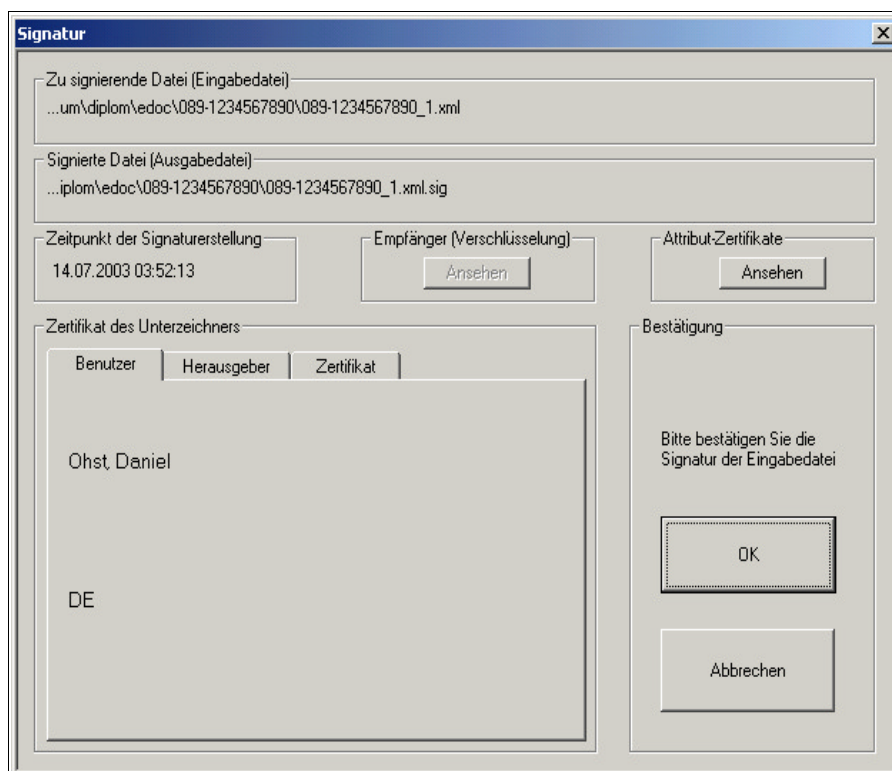 Signatur
Zu signierende Datei (Eingabedatei)
...um\diplom\edoc\089-1234567890\089-1234567890_1.xml
Signierte Datei (Ausgabedatei)
...iplom\edoc\089-1234567890\089-1234567890_1.xml.sig
Zeitpunkt der Signaturerstellung
14.07.2003 03:52:13
Empfänger (Verschlüsselung)
Ansehen
Attribut-Zertifikate
Ansehen
Zertifikat des Unterzeichners
Benutzer
Herausgeber
Zertifikat
Ohst, Daniel
DE
Bestätigung
Bitte bestätigen Sie die
Signatur der Eingabedatei
OK
Abbrechen